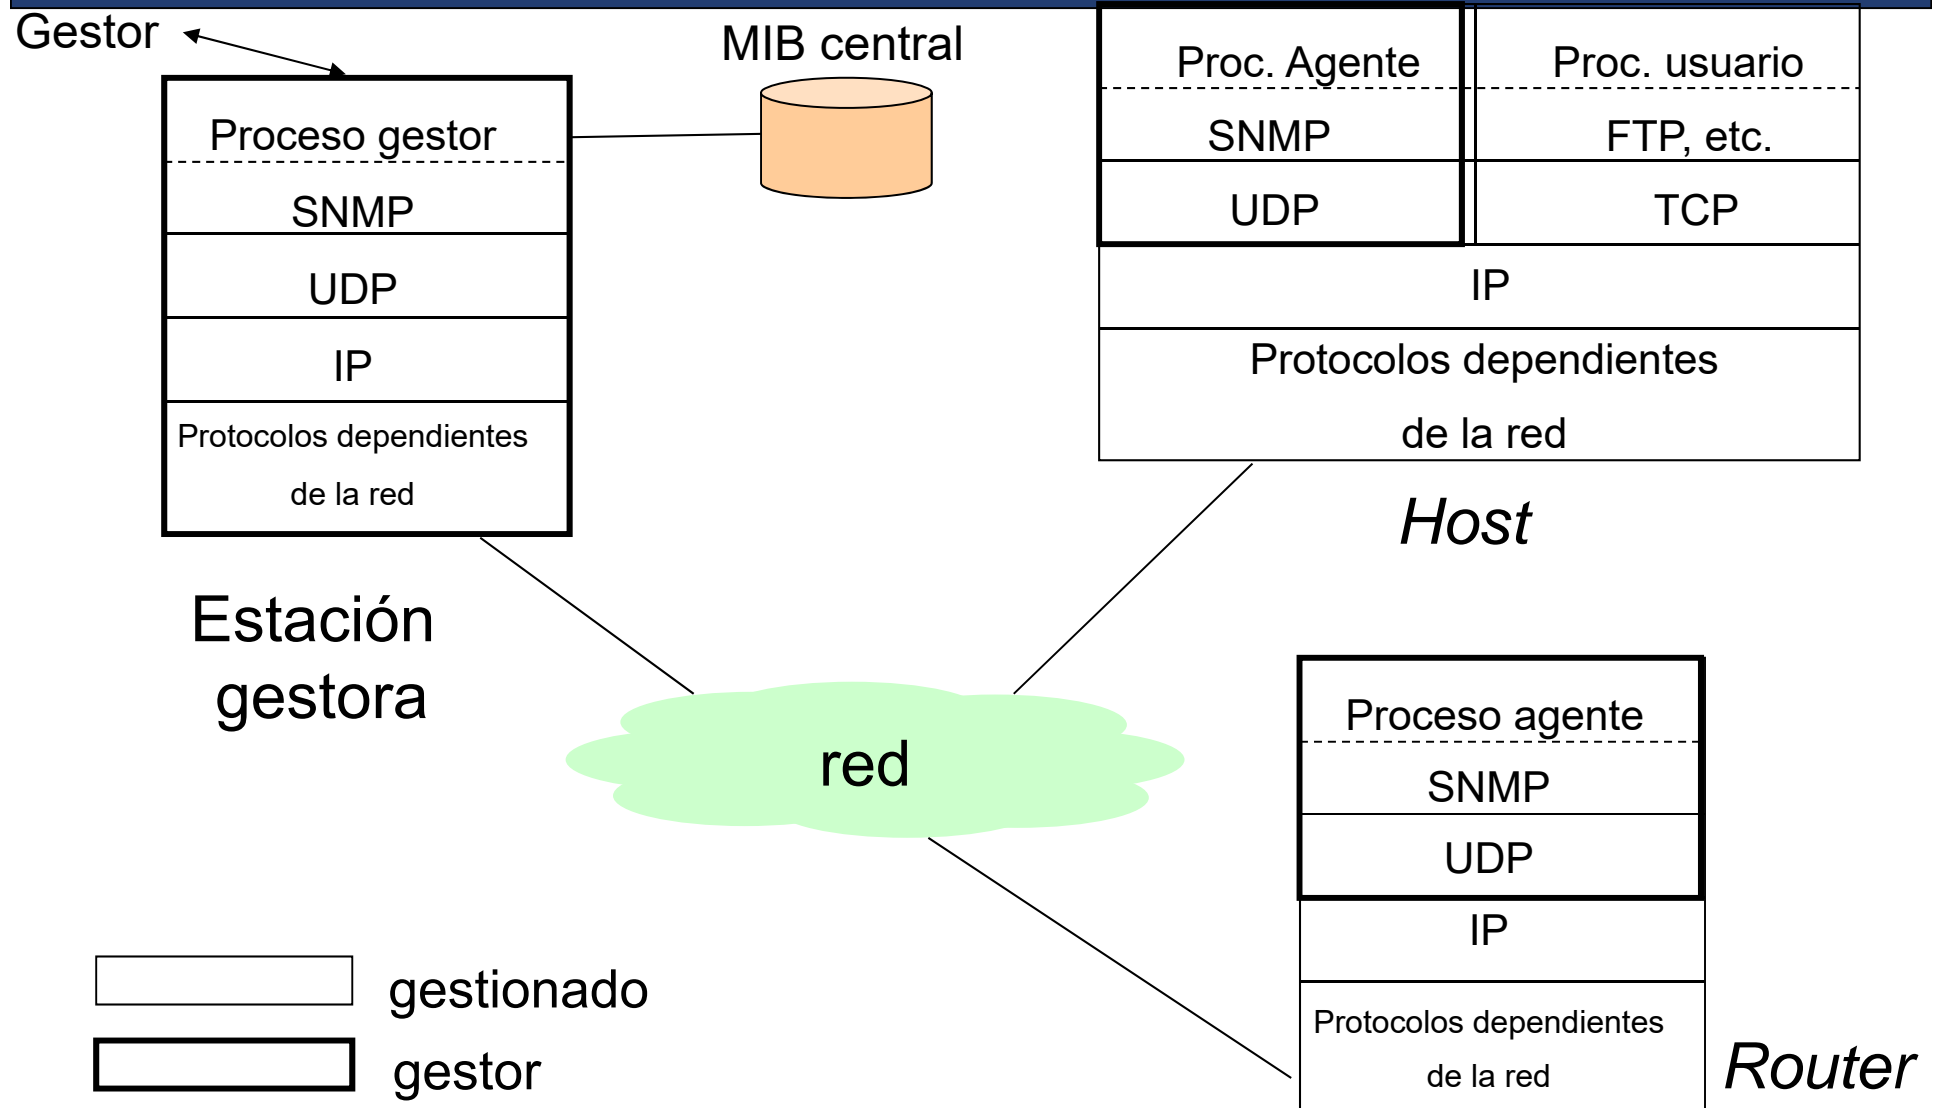 Gestor
Proceso gestor
SNMP
UDP
IP
Protocolos dependientes
de la red
Estación
gestora
MIB central
Proc. Agente
SNMP
UDP
Proc. usuario
FTP, etc.
TCP
IP
Protocolos dependientes
de la red
Host
red
Proceso agente
SNMP
UDP
IP
Protocolos dependientes
de la red
Router
gestionado
gestor